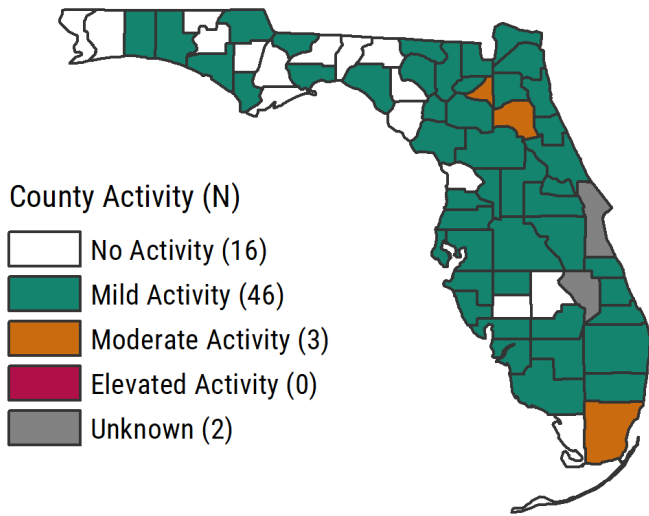 County Activity (N)
No Activity (16)
Mild Activity (46)
Moderate Activity (3)
Elevated Activity (0)
Unknown (2)